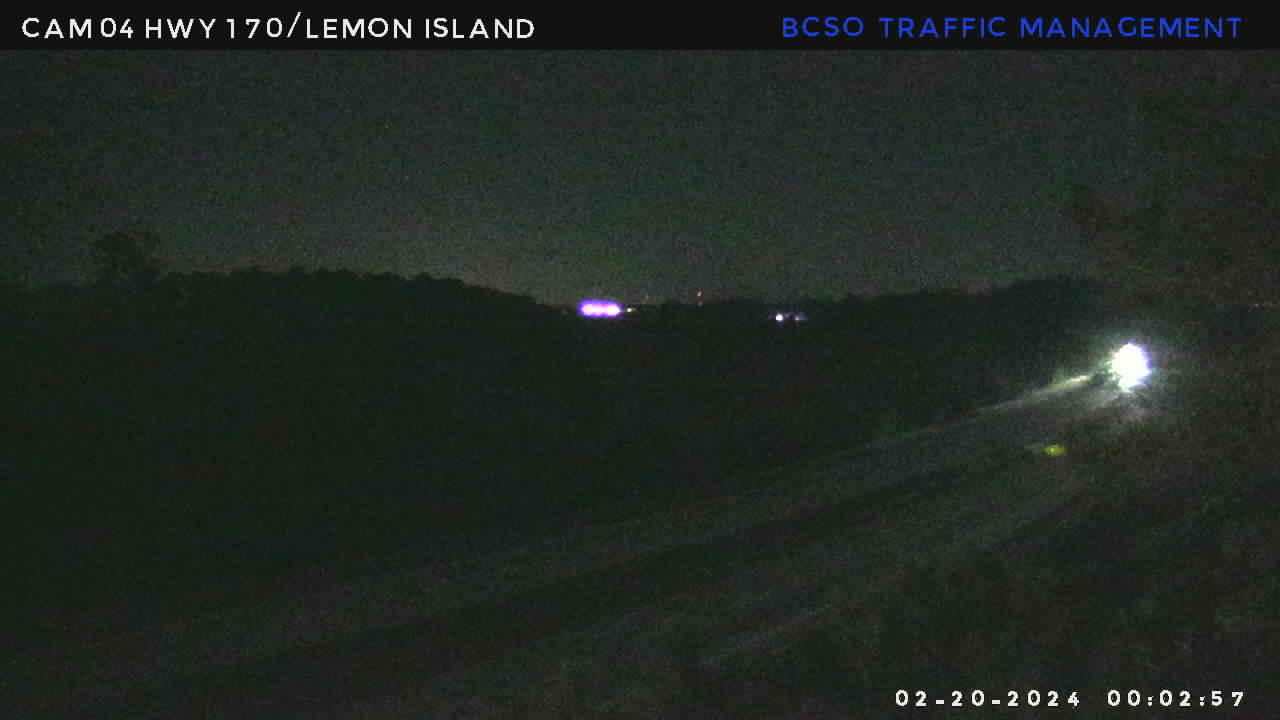 CAM04 HWY 170/LEMON ISLAND
BCSO TRAFFIC MANAGEMENT
02-20-2024 00:02:57